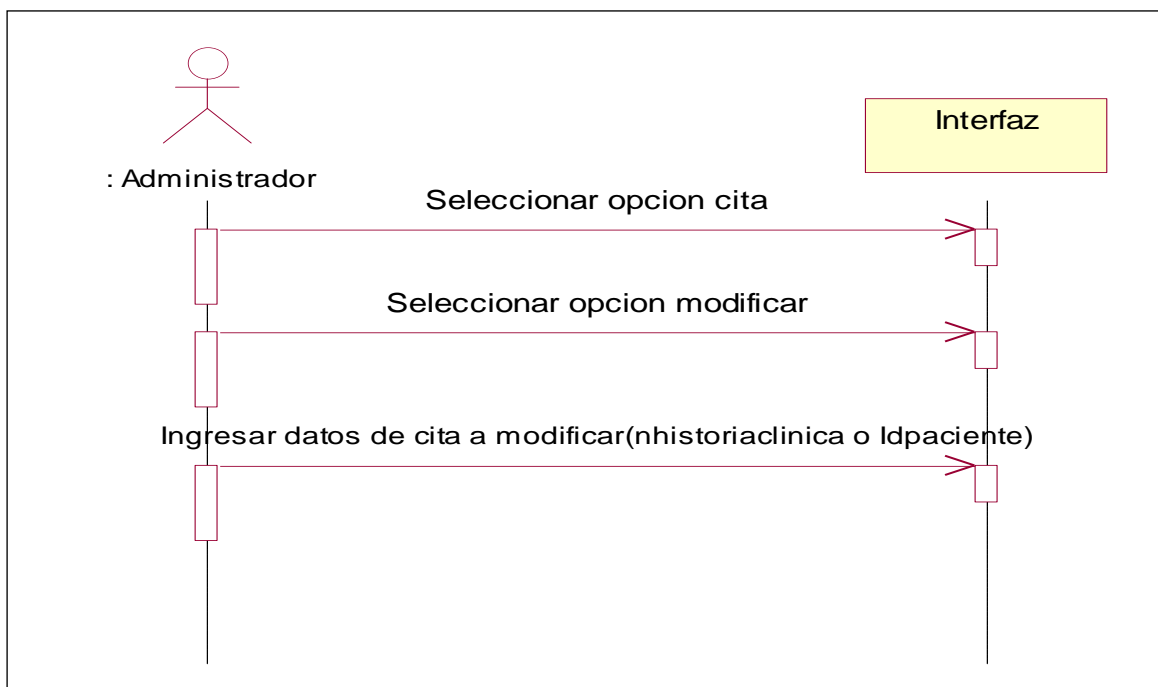 Interfaz
: Administrador
Seleccionar opcion cita
Seleccionar opcion modificar
Ingresar datos de cita a modificar(nhistoriaclinica o Idpaciente)